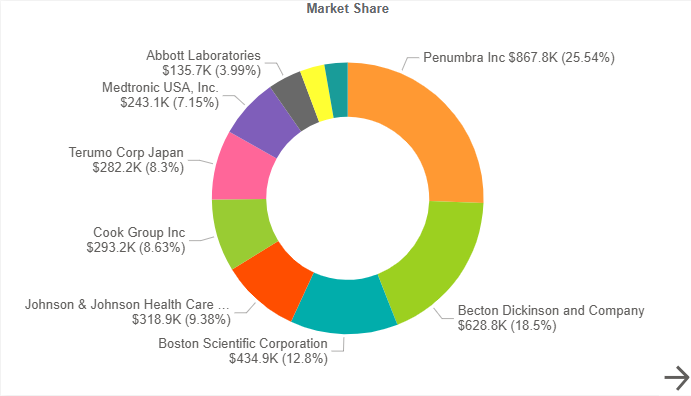 Market Share
Abbott Laboratories
$135.7K (3.99%)
Penumbra Inc $867.8K (25.54%)
Medtronic USA, Inc.
$243.1K (7.15%)
Terumo Corp Japan
$282.2K (8.3%)
Cook Group Inc
$293.2K (8.63%)
Johnson & Johnson Health Care ...
$318.9K (9.38%)
Becton Dickinson and Company
$628.8K (18.5%)
Boston Scientific Corporation
$434.9K (12.8%)